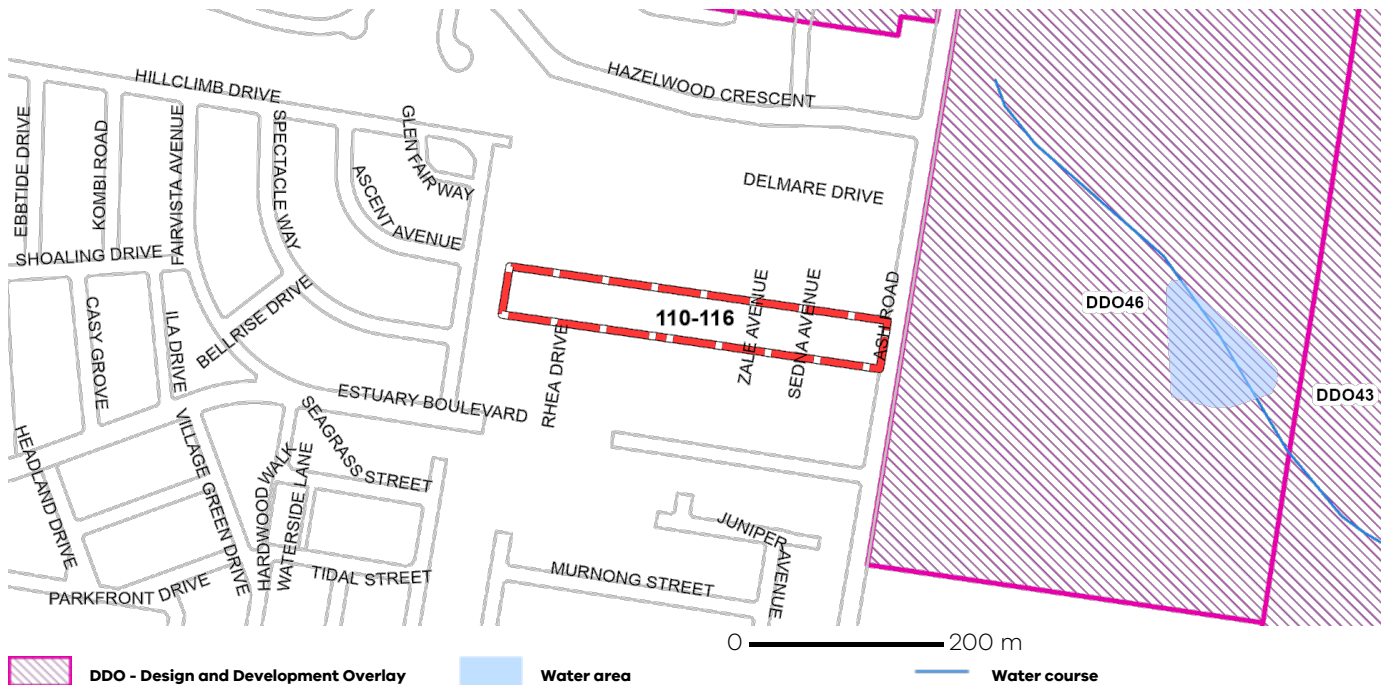 HILLCLIMB DRIVE
HAZELWOOD CRESCENT
EBBTIDE DRIVE
KOMBI ROAD
FAIRVISTA AVENUE
SPECTACLE WAY
GLEN FAIRWAY
ASCENT AVENUE
DELMARE DRIVE
SHOALING DRIVE
CASY GROVE
ILA DRIVE
BELLRISE DRIVE
110-116
ZALE AVENUE
SEDNA AVENUE
ASH ROAD
DDO46
DDO43
RHEA DRIVE
ESTUARY BOULEVARD
HEADLAND DRIVE
VILLAGE GREEN DRIVE
HARDWOOD WALK
WATERSIDE LANE
SEAGRASS STREET
JUNIPER AVENUE
TIDAL STREET
MURNONG STREET
PARKFRONT DRIVE
0 200 m
DDO - Design and Development Overlay
Water area
Water course